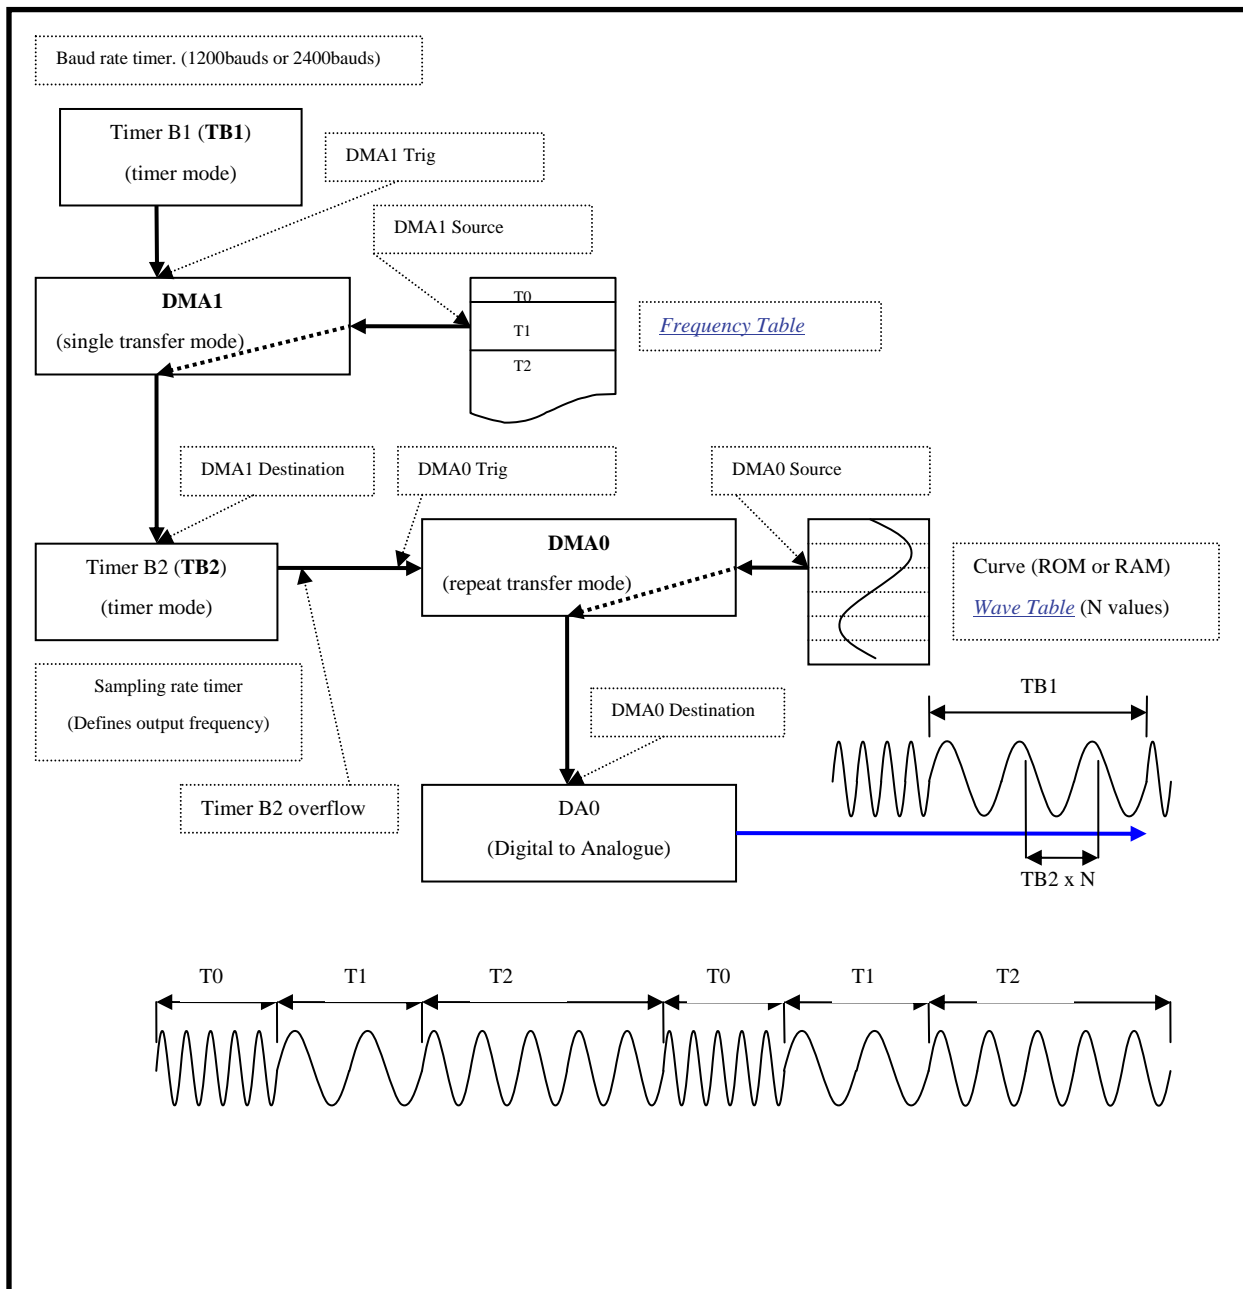 Baud rate timer. (1200bauds or 2400bauds)
Timer B1 (TB1)
(timer mode)
DMA1 Trig
DMA1 Source
DMA1
(single transfer mode)
T0
T1
T2
Frequency Table
DMA1 Destination
DMA0 Trig
DMA0 Source
Timer B2 (TB2)
(timer mode)
DMA0
(repeat transfer mode)
Curve (ROM or RAM)
Wave Table (N values)
Sampling rate timer
(Defines output frequency)
DMA0 Destination
TB1
Timer B2 overflow
DA0
(Digital to Analogue)
TB2 x N
T0 T1 T2 T0 T1 T2